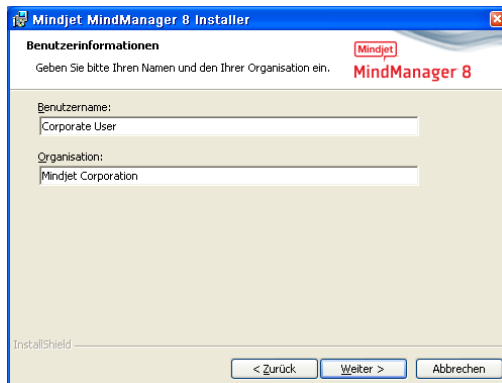 Mindjet MindManager 8 Installer
Benutzerinformationen
Geben Sie bitte Ihren Namen und den Ihrer Organisation ein.
Mindjet
MindManager 8
Benutzername:
Corporate User
Organisation:
Mindjet Corporation
InstallShield
< Zurück
Weiter >
Abbrechen